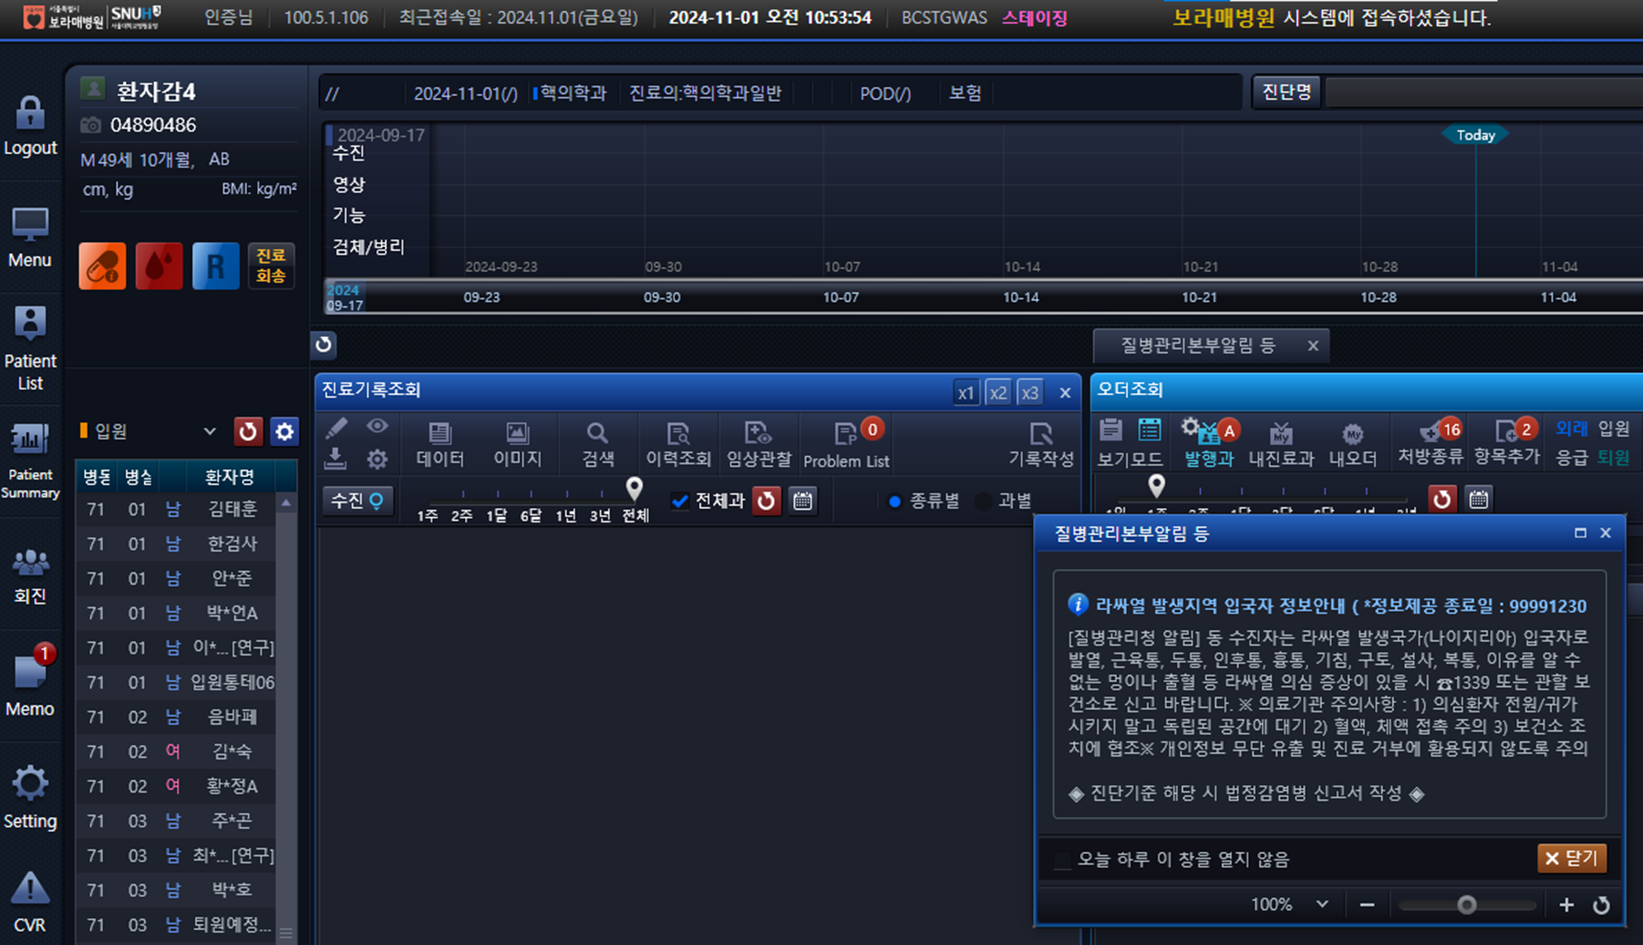 서울특별시
보라매병원 SNUH
인증님 100.5.1.106 최근접속일 : 2024.11.01(금요일) 2024-11-01 오전 10:53:54 BCSTGWAS 스테이징 보라매병원 시스템에 접속하셨습니다.
Logout
Menu
Patient
List
Patient
Summary
회진
1
Memo
Setting
CVR
환자감4
04890486
M 49세 10개월, AB
cm, kg BMI: kg/m²
R 진료
회송
입원
병동 병실 환자명
71 01 남 김태훈
71 01 남 한검사
71 01 남 안*준
71 01 남 박*언A
71 01 남 이*...[연구]
71 01 남 입원통테06
71 02 남 음바페
71 02 여 김*숙
71 02 여 황*정A
71 03 남 주*곤
71 03 남 최*...[연구]
71 03 남 박*호
71 03 남 퇴원예정...
// 2024-11-01(/) 핵의학과 진료의:핵의학과일반 POD(/) 보험 진단명
2024-09-17 Today
수진
영상
기능
검체/병리
2024-09-23 09-30 10-07 10-14 10-21 10-28 11-04
2024
09-17 09-23 09-30 10-07 10-14 10-21 10-28 11-04
질병관리본부알림 등 ×
진료기록조회 x1 x2 x3 ×
데이터 이미지 검색 이력조회 임상관찰 Problem List 0 기록작성
수진 1주 2주 1달 6달 1년 3년 전체 전체과 종류별 과별
오더조회
보기모드 A 발행과 My 내진료과 My 내오더 16 처방종류 2 항목추가 외래 입원
응급 퇴원
질병관리본부알림 등
라싸열 발생지역 입국자 정보안내 ( *정보제공 종료일 : 99991230
[질병관리청 알림] 동 수진자는 라싸열 발생국가(나이지리아) 입국자로
발열, 근육통, 두통, 인후통, 흉통, 기침, 구토, 설사, 복통, 이유를 알 수
없는 멍이나 출혈 등 라싸열 의심 증상이 있을 시 ☎1339 또는 관할 보
건소로 신고 바랍니다. ※ 의료기관 주의사항 : 1) 의심환자 전원/귀가
시키지 말고 독립된 공간에 대기 2) 혈액, 체액 접촉 주의 3) 보건소 조
치에 협조※ 개인정보 무단 유출 및 진료 거부에 활용되지 않도록 주의
◈ 진단기준 해당 시 법정감염병 신고서 작성 ◈
오늘 하루 이 창을 열지 않음 × 닫기
100% − +